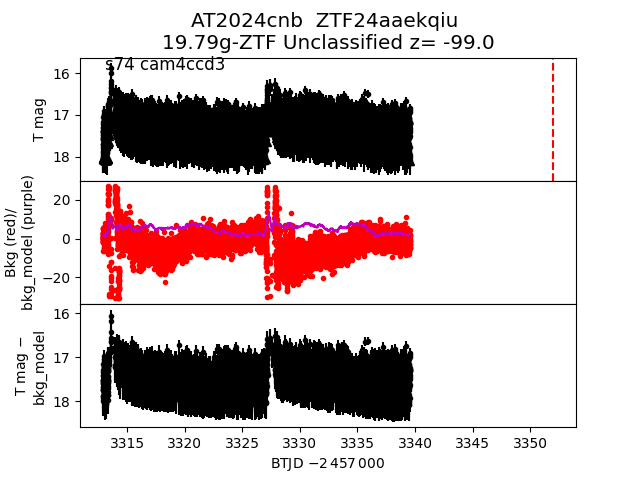 AT2024cnb  ZTF24aaekqiu
19.79g-ZTF Unclassified z= -99.0
s74 cam4ccd3
16
17
18
T mag
20
0
−20
Bkg (red)/
bkg_model (purple)
16
17
18
T mag −
bkg_model
3315 3320 3325 3330 3335 3340 3345 3350
BTJD −2 457 000